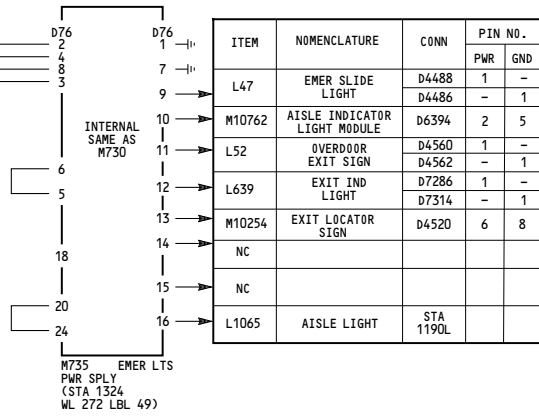 D76 D76
2 1
4
8 7
3
9
10
INTERNAL
SAME AS
M730
11
6
12
5
13
14
18
15
20
16
24
M735 EMER LTS
PWR SPLY
(STA 1324
WL 272 LBL 49)
ITEM NOMENCLATURE CONN PIN NO.
PWR GND
L47 EMER SLIDE LIGHT D4488 1 –
D4486 – 1
M10762 AISLE INDICATOR LIGHT MODULE D6394 2 5
L52 OVERDOOR EXIT SIGN D4560 1 –
D4562 – 1
L639 EXIT IND LIGHT D7286 1 –
D7314 – 1
M10254 EXIT LOCATOR SIGN D4520 6 8
NC
NC
L1065 AISLE LIGHT STA 1190L